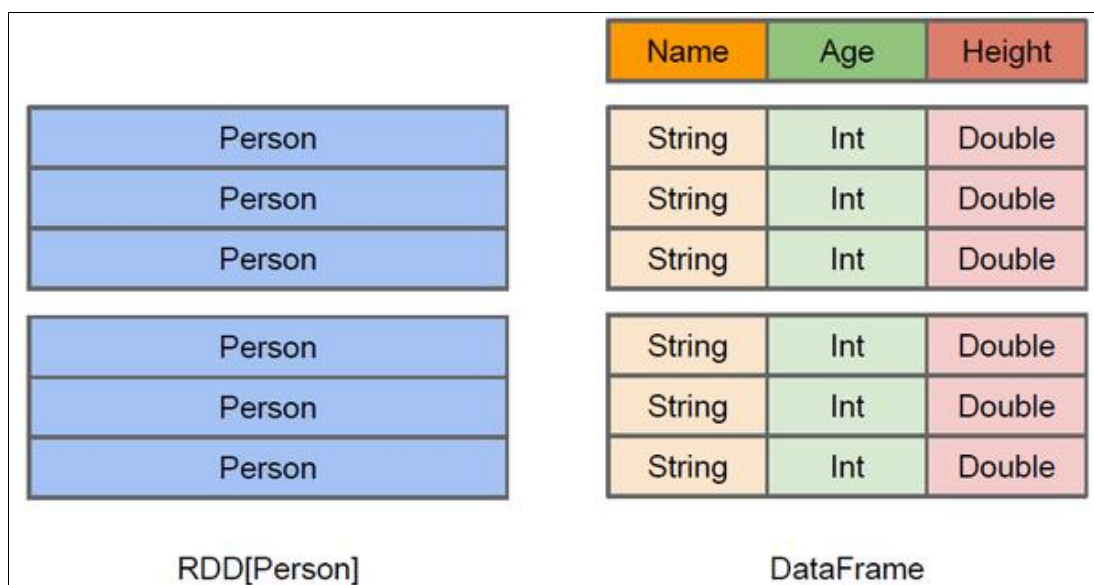 Name Age Height
Person String Int Double
Person String Int Double
Person String Int Double
Person String Int Double
Person String Int Double
Person String Int Double
RDD[Person] DataFrame